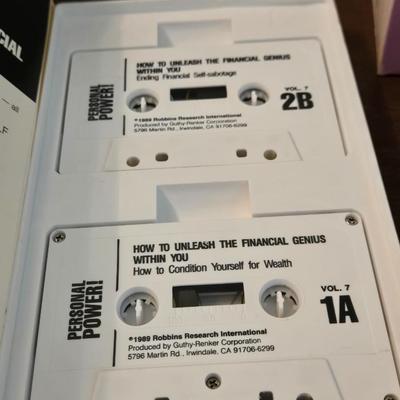 CIAL
— all
LF
PERSONAL
POWER!
HOW TO UNLEASH THE FINANCIAL GENIUS
WITHIN YOU
Ending Financial Self-sabotage
VOL. 7
2B
©1989 Robbins Research International
Produced by Guthy-Renker Corporation
5796 Martin Rd., Irwindale, CA 91706-6299
PERSONAL
POWER!
HOW TO UNLEASH THE FINANCIAL GENIUS
WITHIN YOU
How to Condition Yourself for Wealth
VOL. 7
1A
©1989 Robbins Research International
Produced by Guthy-Renker Corporation
5796 Martin Rd., Irwindale, CA 91706-6299